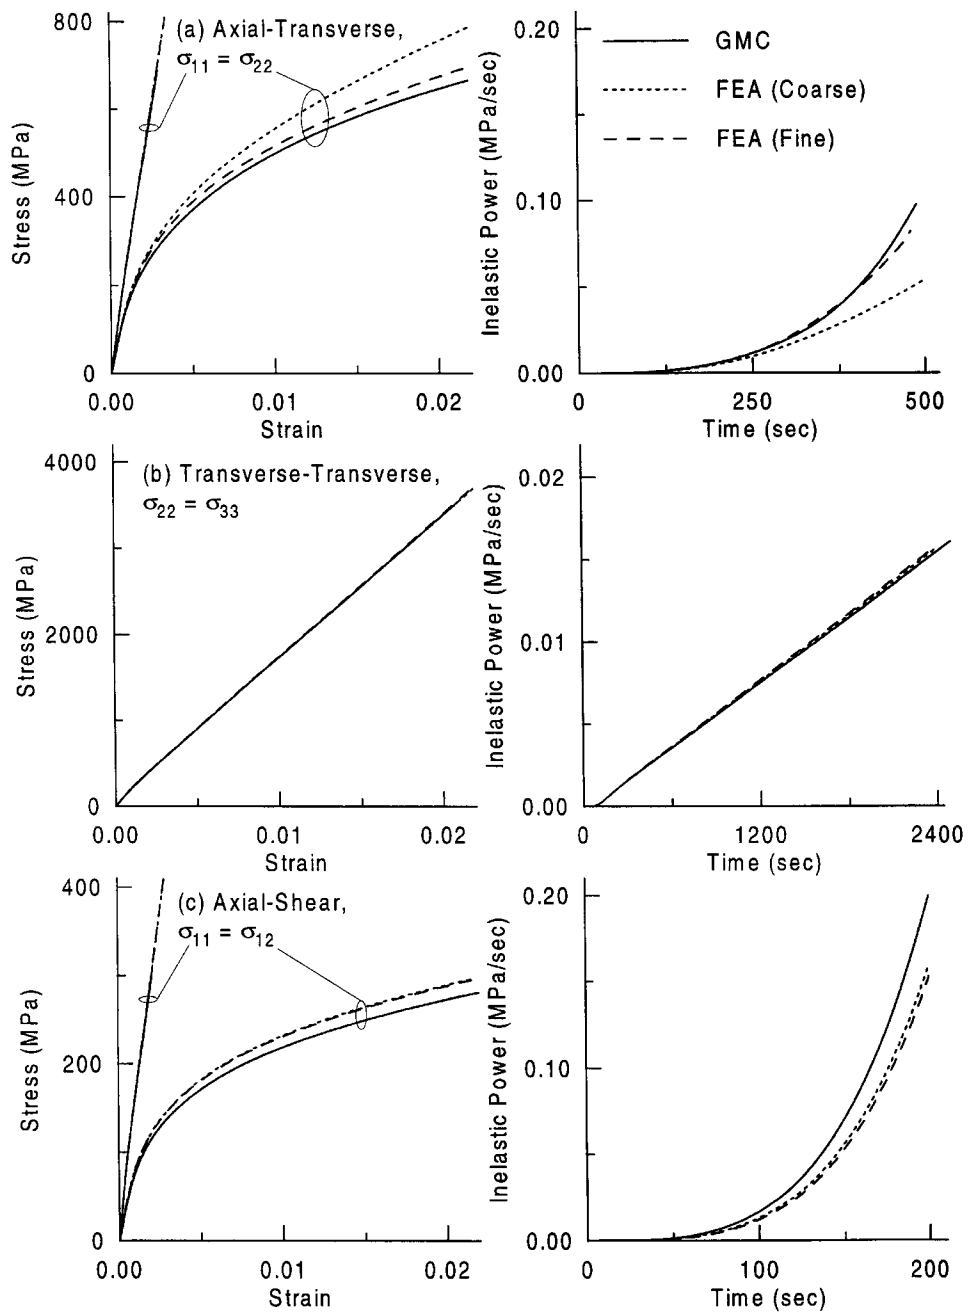 800
400
0
Stress (MPa)
(a) Axial-Transverse,
σ11 = σ22
0.00
0.01
0.02
Strain
0.20
0.10
0.00
Inelastic Power (MPa/sec)
GMC
FEA (Coarse)
FEA (Fine)
0
250
500
Time (sec)
4000
2000
0
Stress (MPa)
(b) Transverse-Transverse,
σ22 = σ33
0.00
0.01
0.02
Strain
0.02
0.01
0.00
Inelastic Power (MPa/sec)
0
1200
2400
Time (sec)
400
200
0
Stress (MPa)
(c) Axial-Shear,
σ11 = σ12
0.00
0.01
0.02
Strain
0.20
0.10
0.00
Inelastic Power (MPa/sec)
0
100
200
Time (sec)